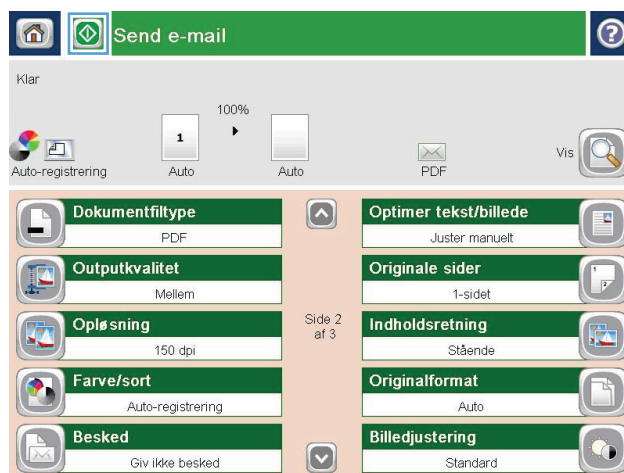 Send e-mail
Klar
100%
1
Auto-registrering
Auto
Auto
PDF
Vis
Dokumentfiltype
PDF
Outputkvalitet
Mellem
Opløsning
150 dpi
Farve/sort
Auto-registrering
Besked
Giv ikke besked
Side 2
af 3
Optimer tekst/billede
Juster manuelt
Originale sider
1-sidet
Indholdsretning
Stående
Originalformat
Auto
Billedjustering
Standard